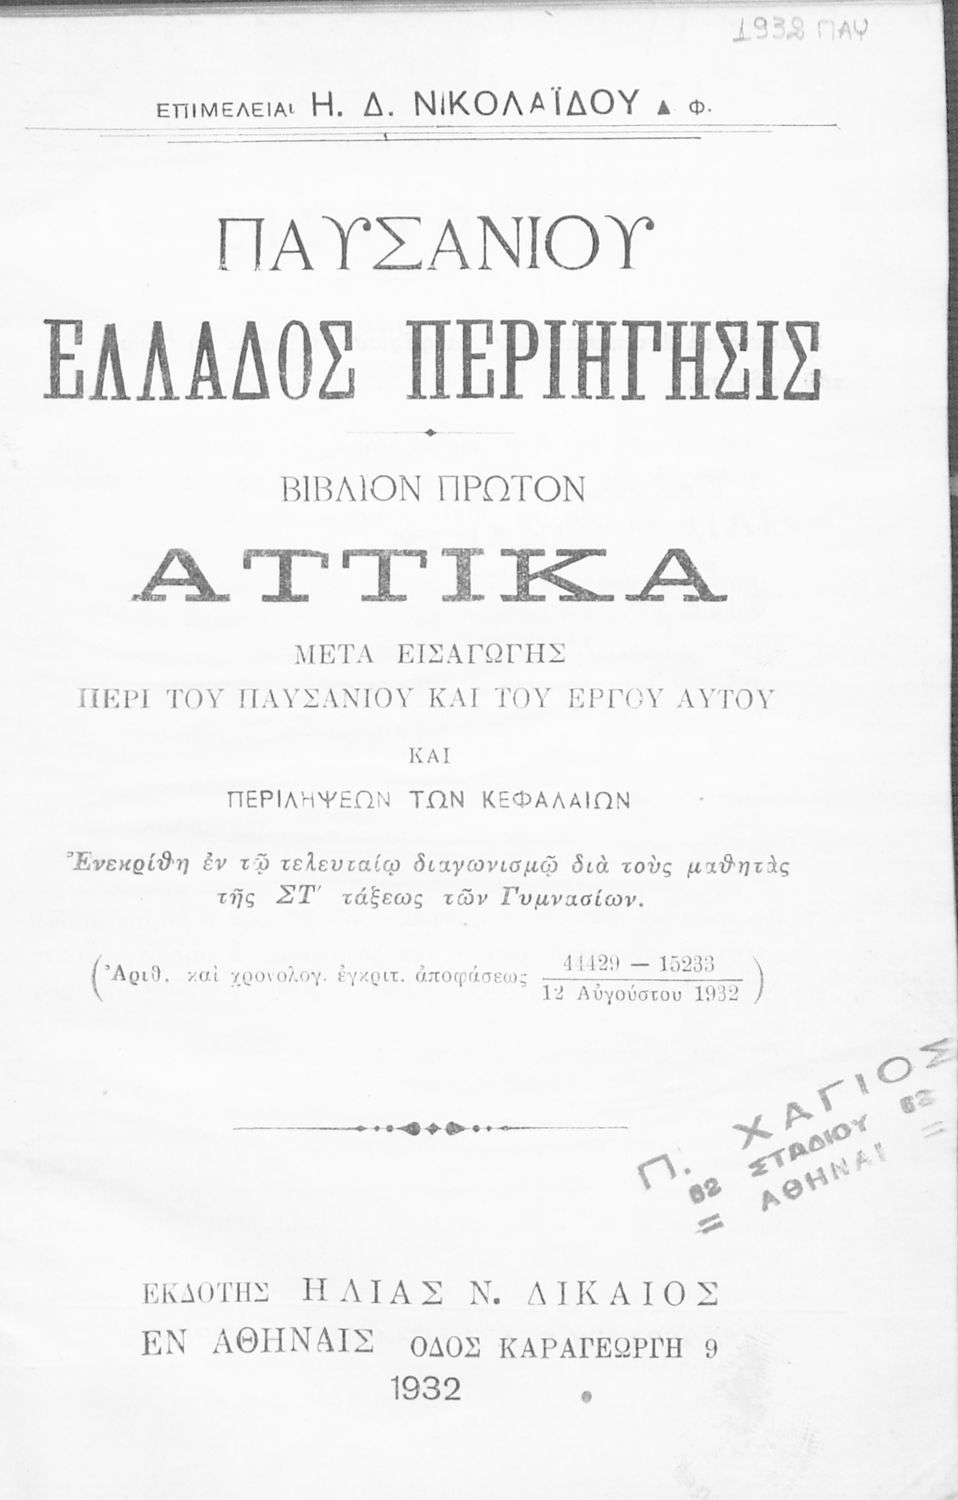 1932 ΠΑΥ
ΕΠΙΜΕΛΕΙΑΙ Η. Δ. ΝΙΚΟΛΑΪΔΟΥ Δ. Φ.
ΠΑΥΣΑΝΙΟΥ
ΕΛΛΑΔΟΣ ΠΕΡΙΗΓΗΣΙΣ
ΒΙΒΛΙΟΝ ΠΡΩΤΟΝ
ΑΤΤΙΚΑ
ΜΕΤΑ ΕΙΣΑΓΩΓΗΣ
ΠΕΡΙ ΤΟΥ ΠΑΥΣΑΝΙΟΥ ΚΑΙ ΤΟΥ ΕΡΓΟΥ ΑΥΤΟΥ
ΚΑΙ
ΠΕΡΙΛΗΨΕΩΝ ΤΩΝ ΚΕΦΑΛΑΙΩΝ
Ἐνεκρίθη ἐν τῷ τελευταίῳ διαγωνισμῷ διὰ τοὺς μαθητὰς
τῆς ΣΤ′ τάξεως τῶν Γυμνασίων.
(Ἀριθ. καὶ χρονολογ. ἐγκριτ. ἀποφάσεως 44429 — 15233
12 Αὐγούστου 1932)
Π. ΧΑΓΙΟΣ
62 ΣΤΑΔΙΟΥ 62
= ΑΘΗΝΑΙ =
ΕΚΔΟΤΗΣ ΗΛΙΑΣ Ν. ΔΙΚΑΙΟΣ
ΕΝ ΑΘΗΝΑΙΣ ΟΔΟΣ ΚΑΡΑΓΕΩΡΓΗ 9
1932